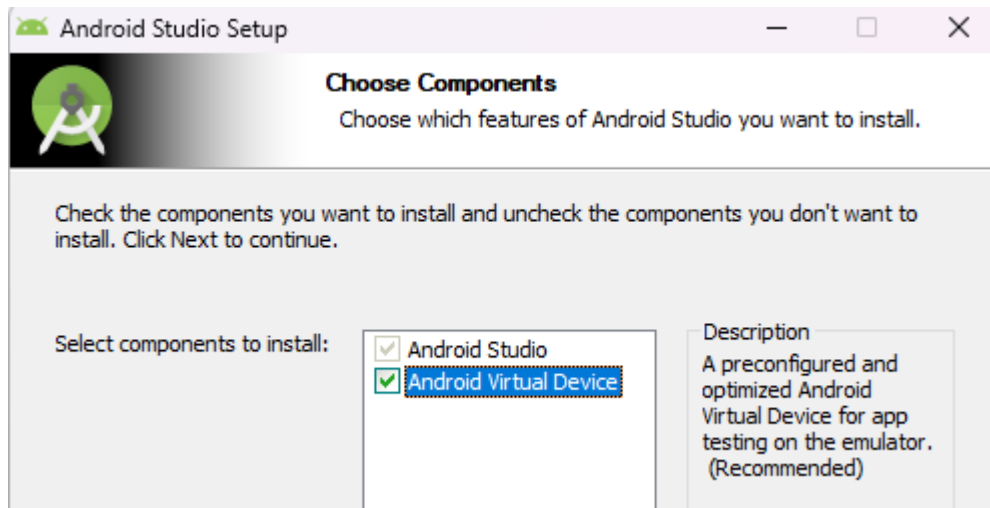 Android Studio Setup
Choose Components
Choose which features of Android Studio you want to install.
Check the components you want to install and uncheck the components you don't want to
install. Click Next to continue.
Select components to install:
Android Studio
Android Virtual Device
Description
A preconfigured and
optimized Android
Virtual Device for app
testing on the emulator.
(Recommended)